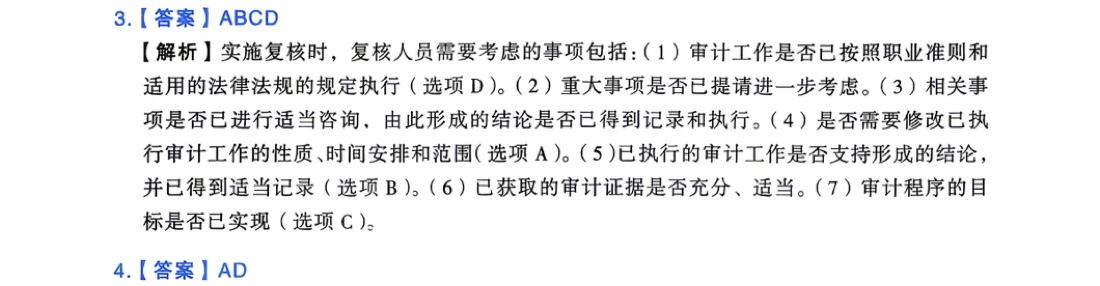 3.【答案】ABCD
【解析】实施复核时，复核人员需要考虑的事项包括：（1）审计工作是否已按照职业准则和
适用的法律法规的规定执行（选项 D）。（2）重大事项是否已提请进一步考虑。（3）相关事
项是否已进行适当咨询，由此形成的结论是否已得到记录和执行。（4）是否需要修改已执
行审计工作的性质、时间安排和范围（选项 A）。（5）已执行的审计工作是否支持形成的结论，
并已得到适当记录（选项 B）。（6）已获取的审计证据是否充分、适当。（7）审计程序的目
标是否已实现（选项 C）。
4.【答案】AD